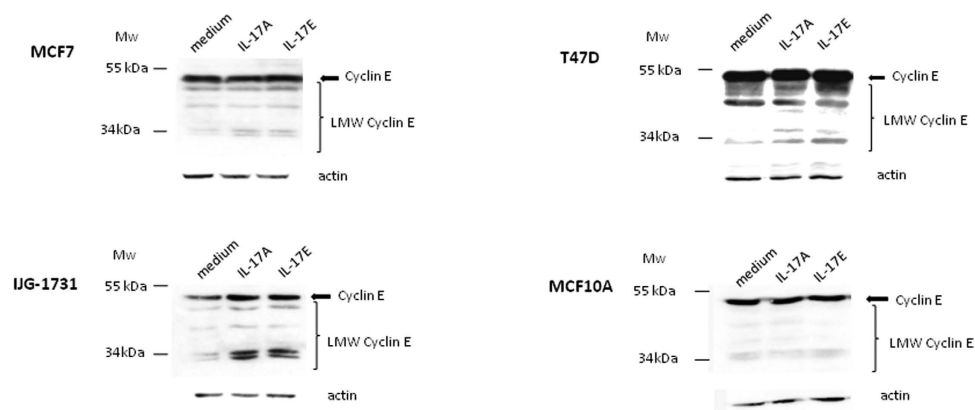 MCF7
Mw
medium
IL-17A
IL-17E
55 kDa
Cyclin E
LMW Cyclin E
34kDa
actin
T47D
Mw
medium
IL-17A
IL-17E
55 kDa
Cyclin E
LMW Cyclin E
34kDa
actin
IJG-1731
Mw
medium
IL-17A
IL-17E
55 kDa
Cyclin E
LMW Cyclin E
34kDa
actin
MCF10A
Mw
medium
IL-17A
IL-17E
55 kDa
Cyclin E
LMW Cyclin E
34kDa
actin